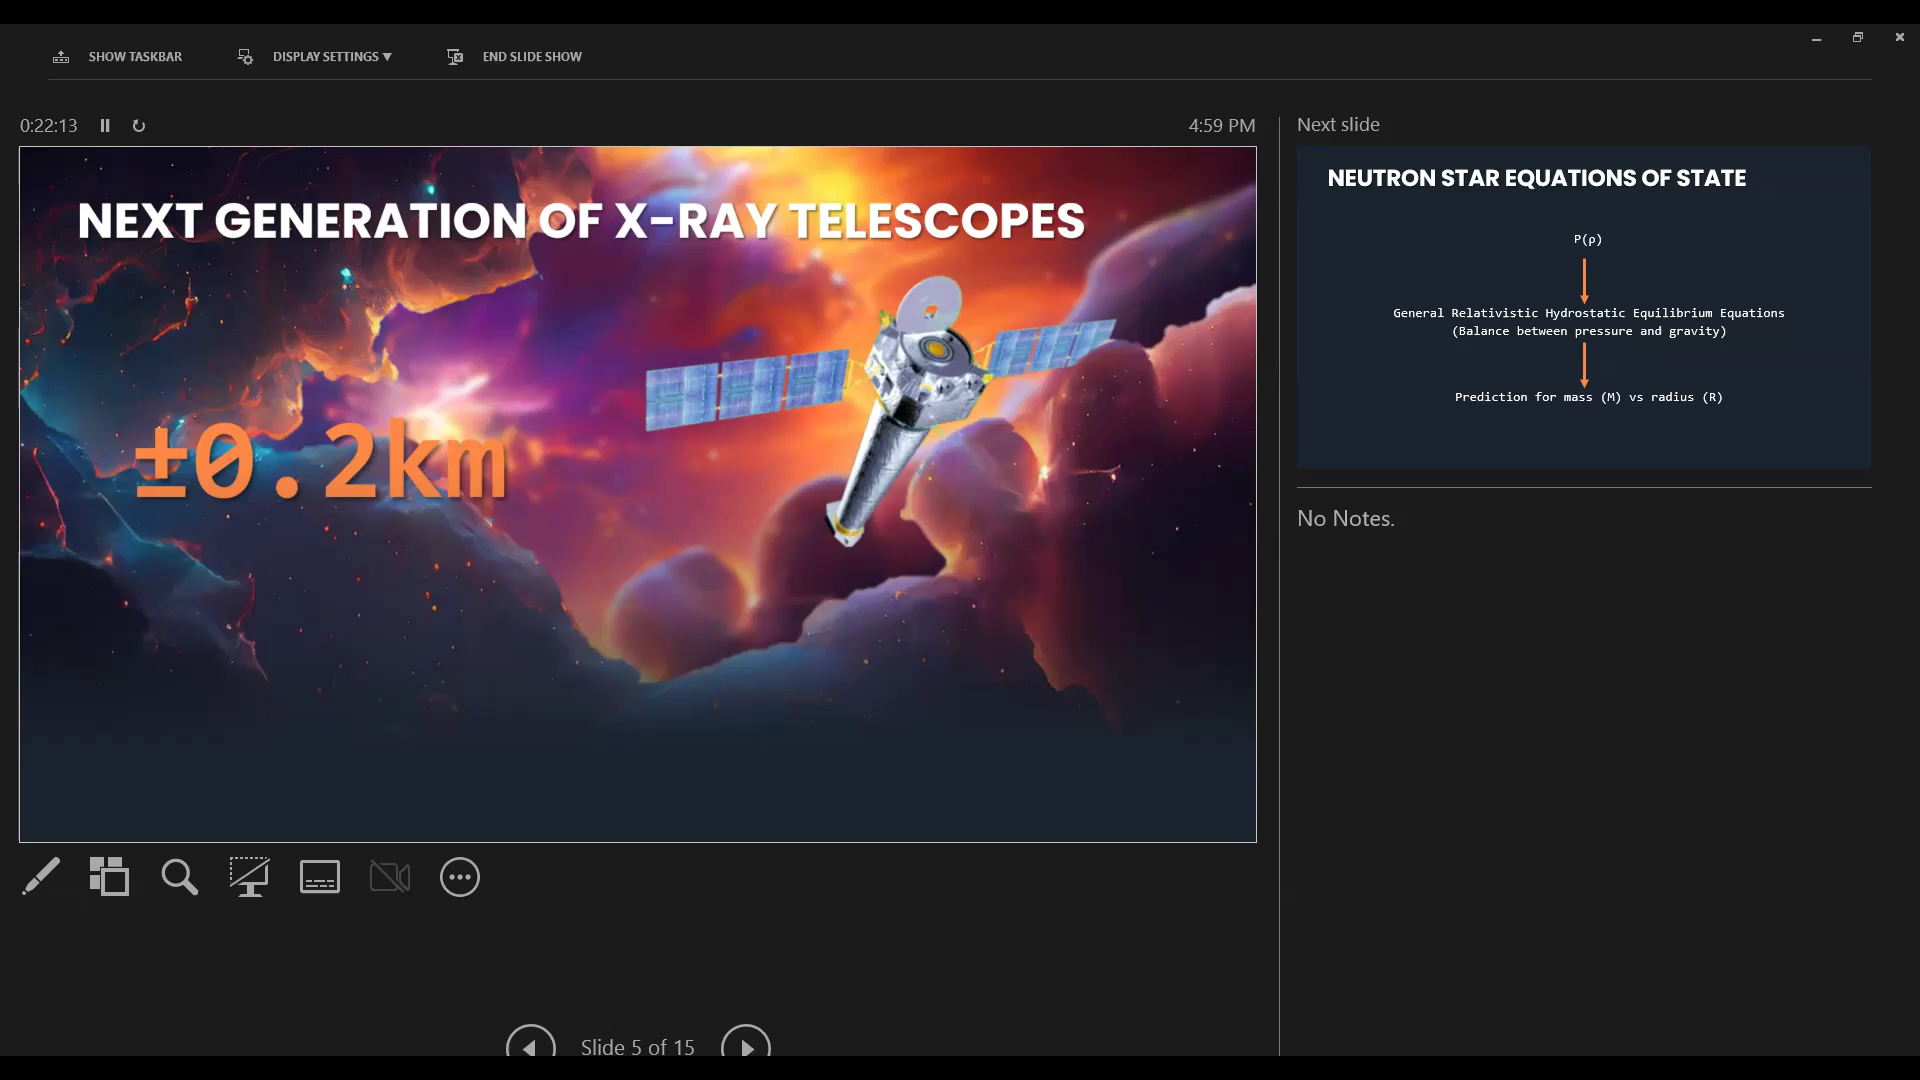 SHOW TASKBAR
DISPLAY SETTINGS ▼
END SLIDE SHOW
0:22:13
4:59 PM
NEXT GENERATION OF X-RAY TELESCOPES
±0.2km
Slide 5 of 15
Next slide
NEUTRON STAR EQUATIONS OF STATE
P(ρ)
General Relativistic Hydrostatic Equilibrium Equations
(Balance between pressure and gravity)
Prediction for mass (M) vs radius (R)
No Notes.